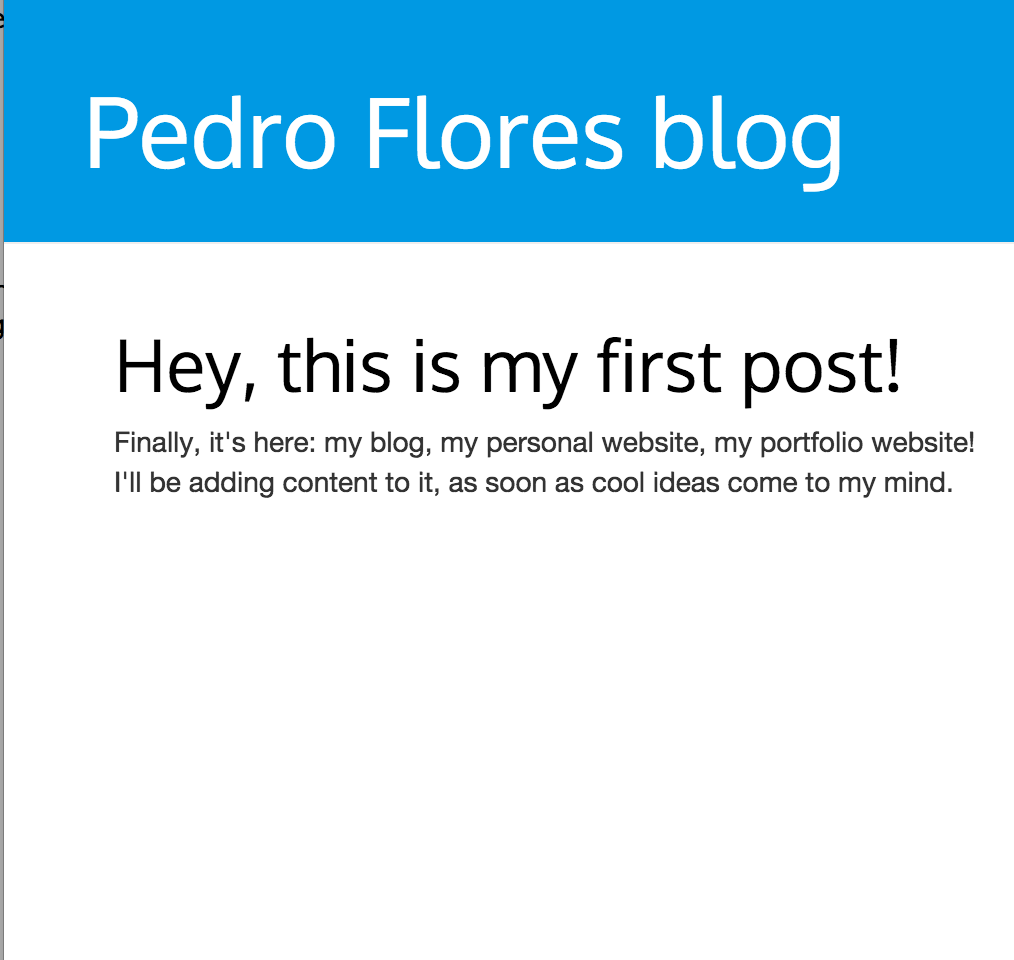 Pedro Flores blog
Hey, this is my first post!
Finally, it's here: my blog, my personal website, my portfolio website!
I'll be adding content to it, as soon as cool ideas come to my mind.